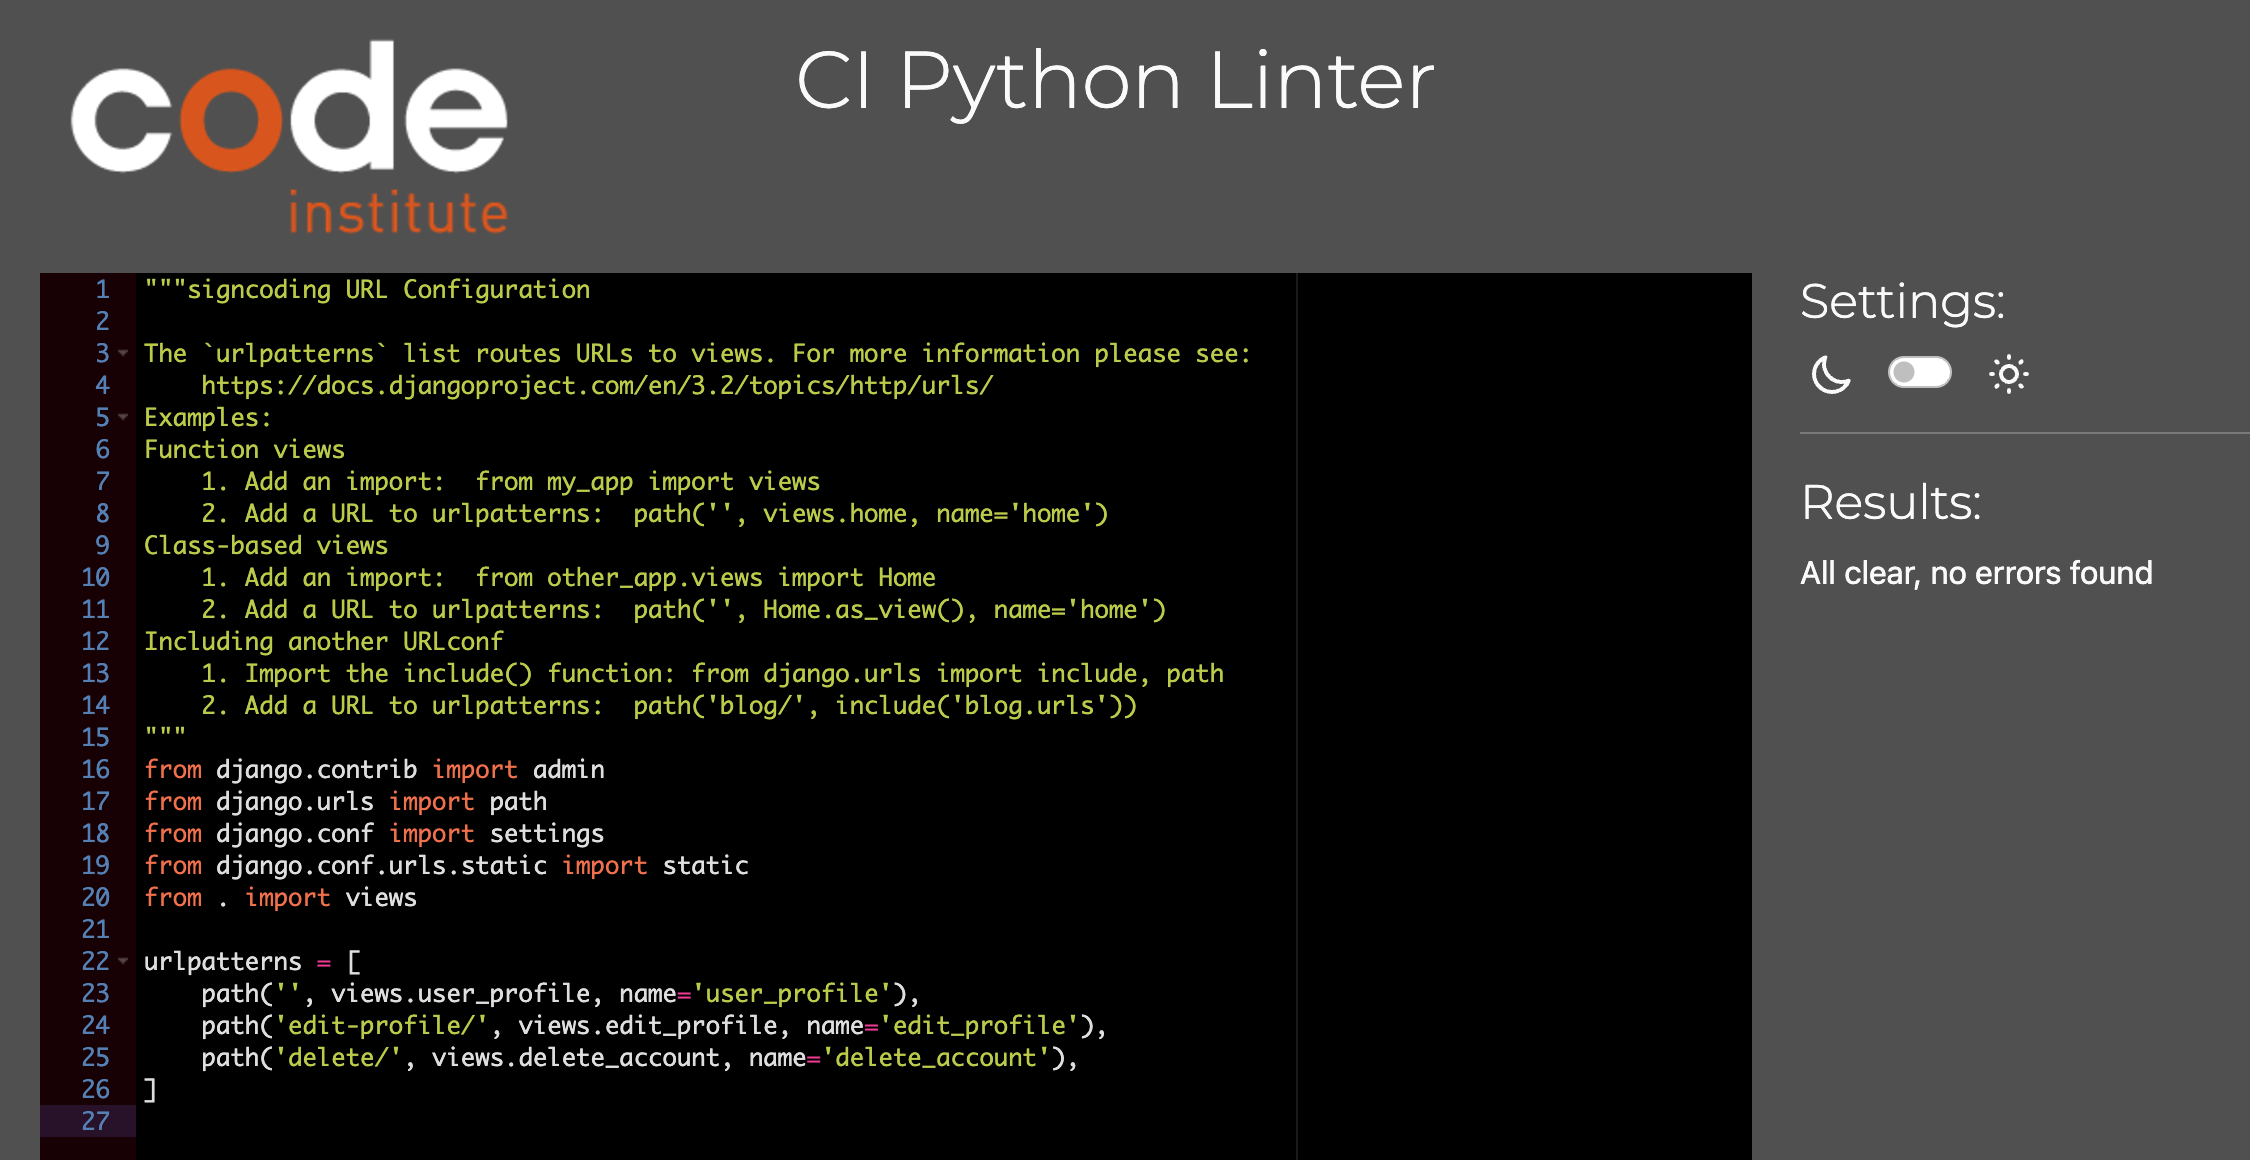 code
institute
CI Python Linter
1 """signcoding URL Configuration
2
3 The `urlpatterns` list routes URLs to views. For more information please see:
4     https://docs.djangoproject.com/en/3.2/topics/http/urls/
5 Examples:
6 Function views
7     1. Add an import:  from my_app import views
8     2. Add a URL to urlpatterns:  path('', views.home, name='home')
9 Class-based views
10     1. Add an import:  from other_app.views import Home
11     2. Add a URL to urlpatterns:  path('', Home.as_view(), name='home')
12 Including another URLconf
13     1. Import the include() function: from django.urls import include, path
14     2. Add a URL to urlpatterns:  path('blog/', include('blog.urls'))
15 """
16 from django.contrib import admin
17 from django.urls import path
18 from django.conf import settings
19 from django.conf.urls.static import static
20 from . import views
21
22 urlpatterns = [
23     path('', views.user_profile, name='user_profile'),
24     path('edit-profile/', views.edit_profile, name='edit_profile'),
25     path('delete/', views.delete_account, name='delete_account'),
26 ]
27
Settings:
Results:
All clear, no errors found